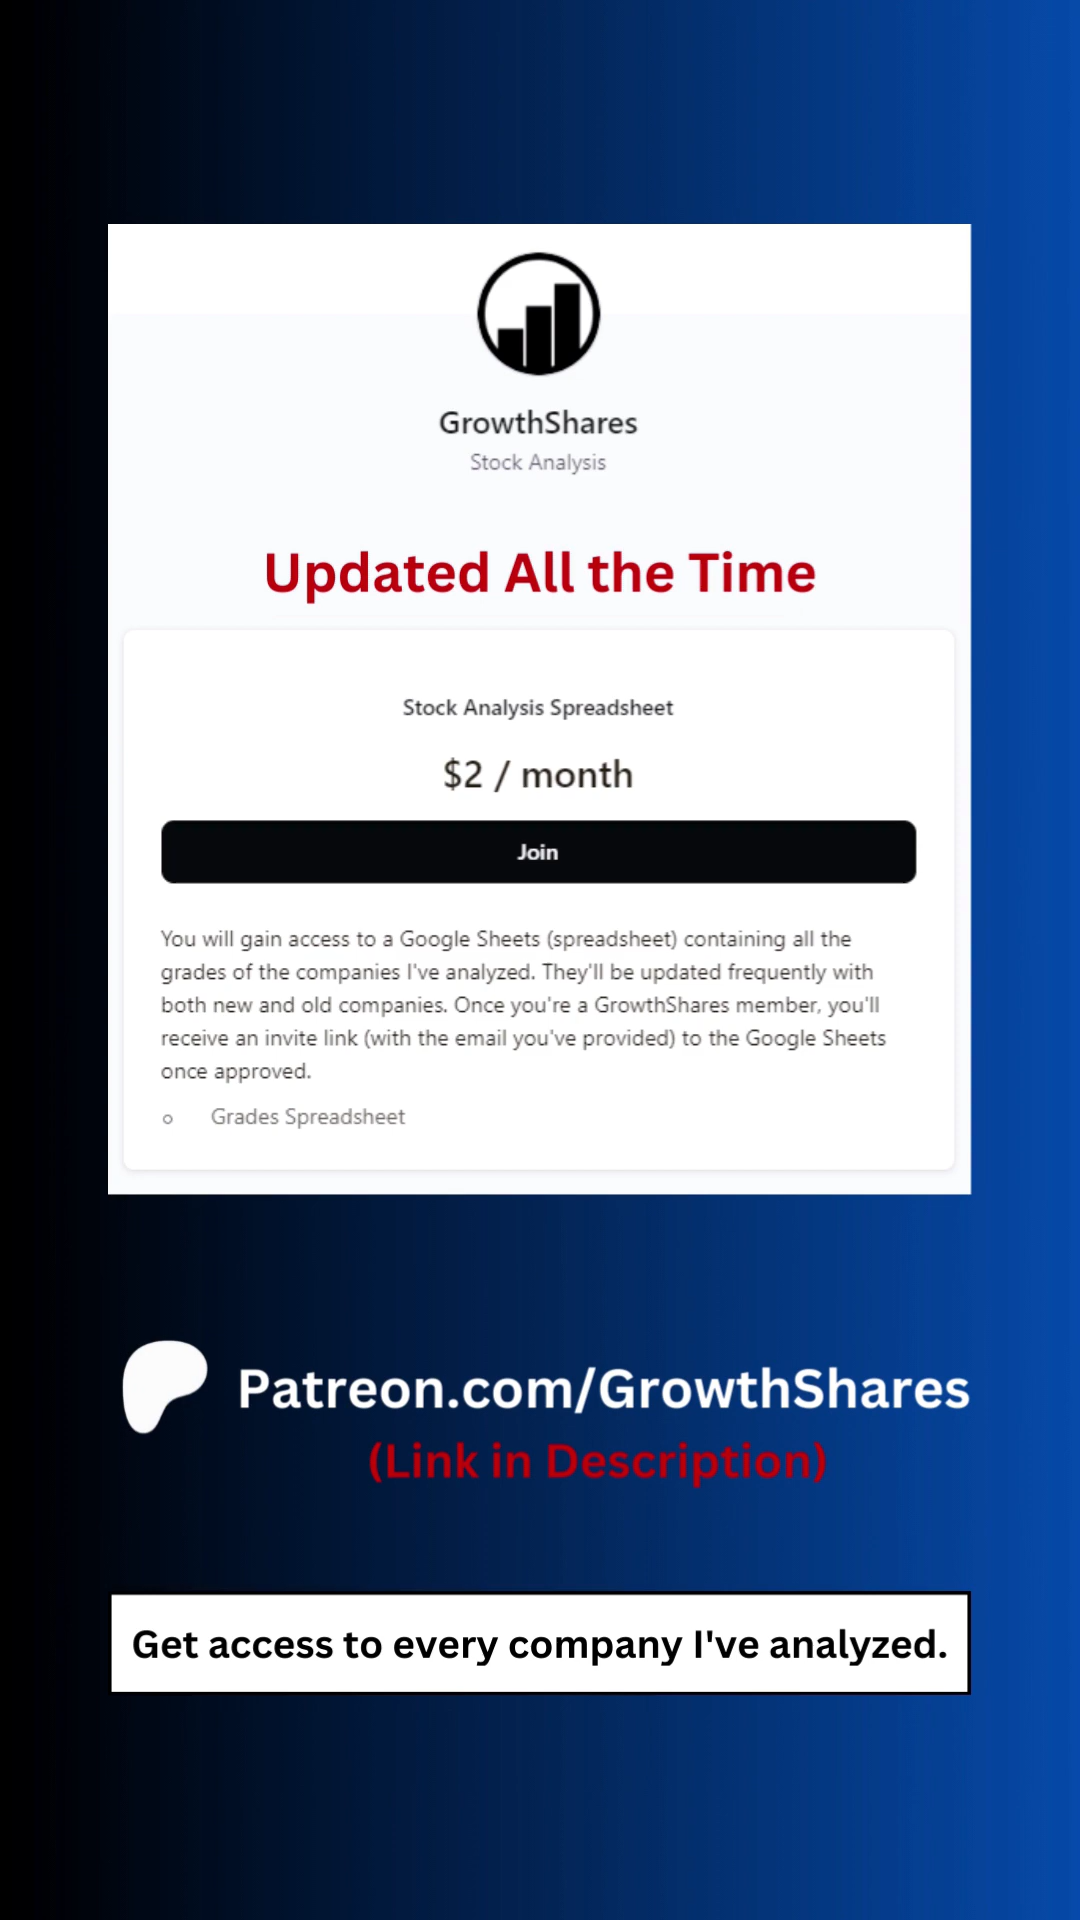 GrowthShares
Stock Analysis
Updated All the Time
Stock Analysis Spreadsheet
$2 / month
Join
You will gain access to a Google Sheets (spreadsheet) containing all the
grades of the companies I've analyzed. They'll be updated frequently with
both new and old companies. Once you're a GrowthShares member, you'll
receive an invite link (with the email you've provided) to the Google Sheets
once approved.
Grades Spreadsheet
Patreon.com/GrowthShares
(Link in Description)
Get access to every company I've analyzed.